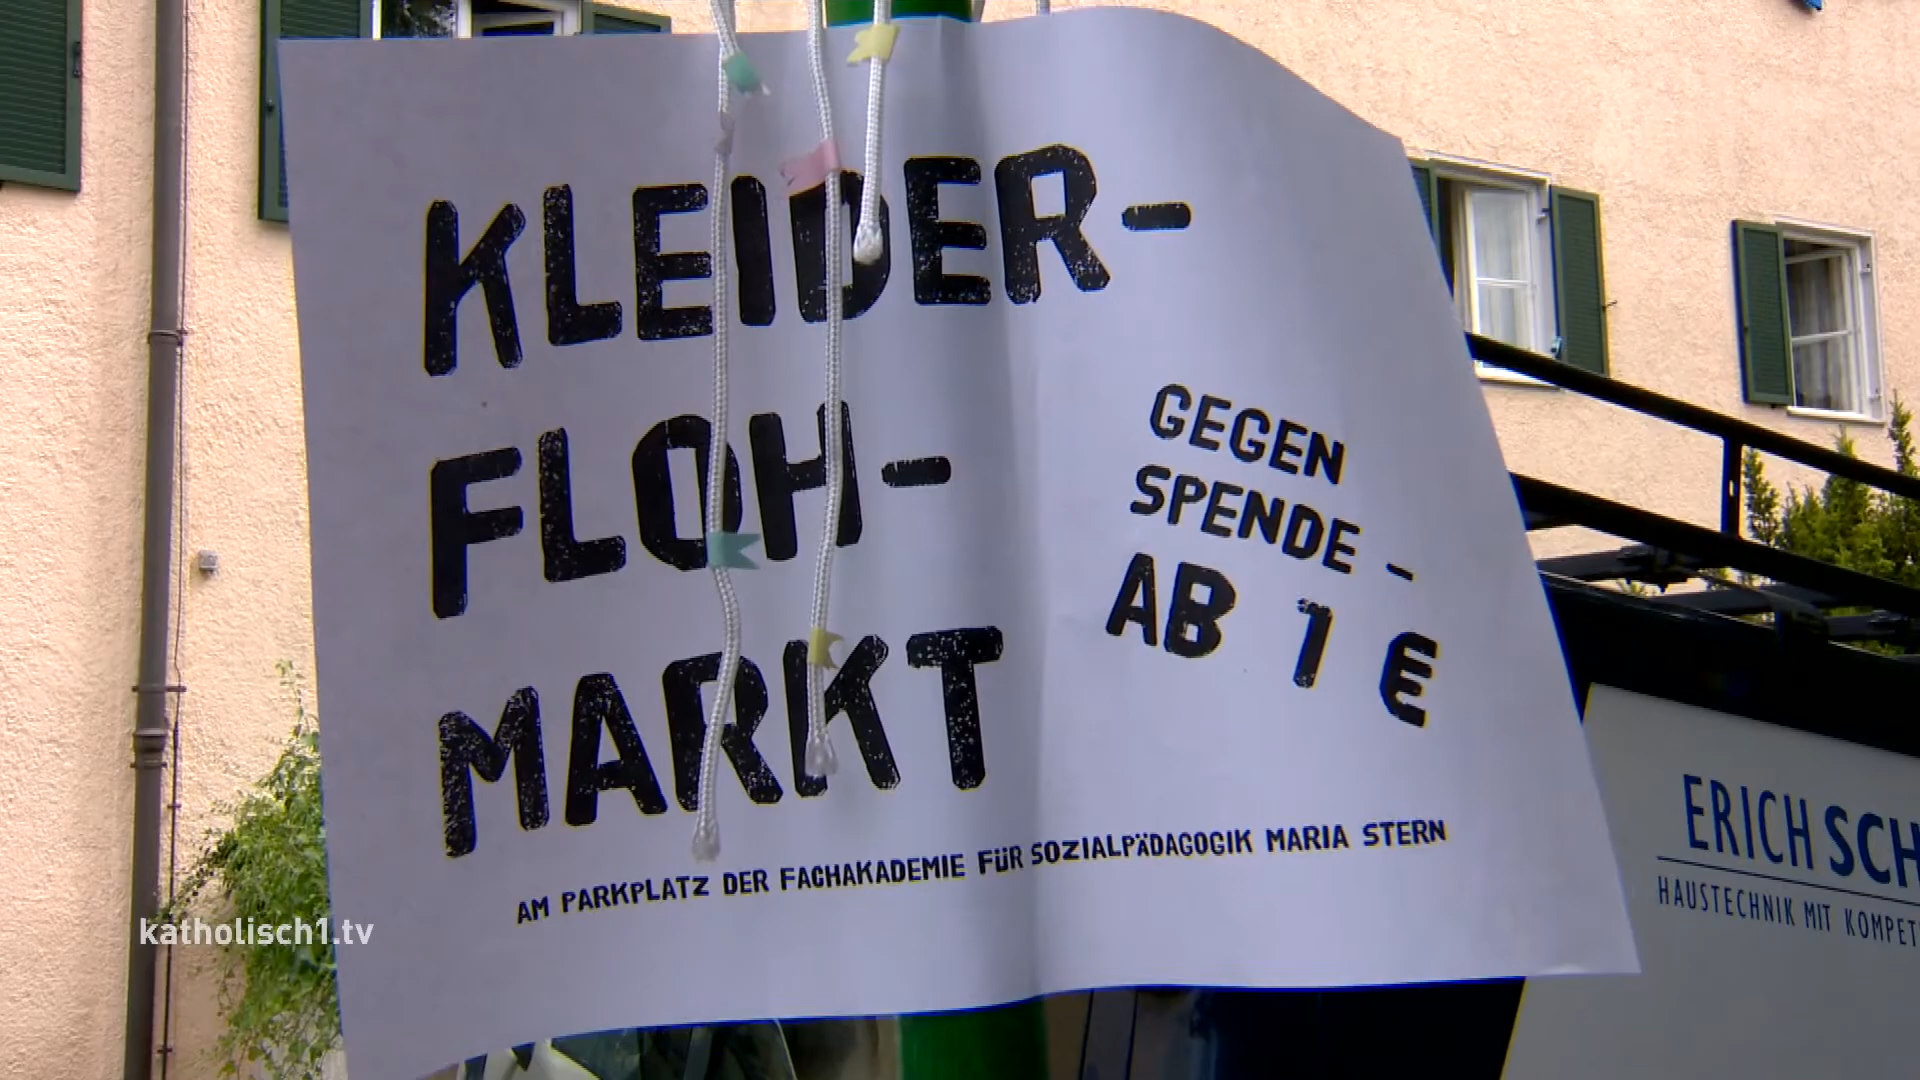 KLEIDER-
FLOH-
MARKT
GEGEN
SPENDE -
AB 1 €
AM PARKPLATZ DER FACHAKADEMIE FÜR SOZIALPÄDAGOGIK MARIA STERN
katholisch1.tv
ERICH SCH
HAUSTECHNIK MIT KOMPET